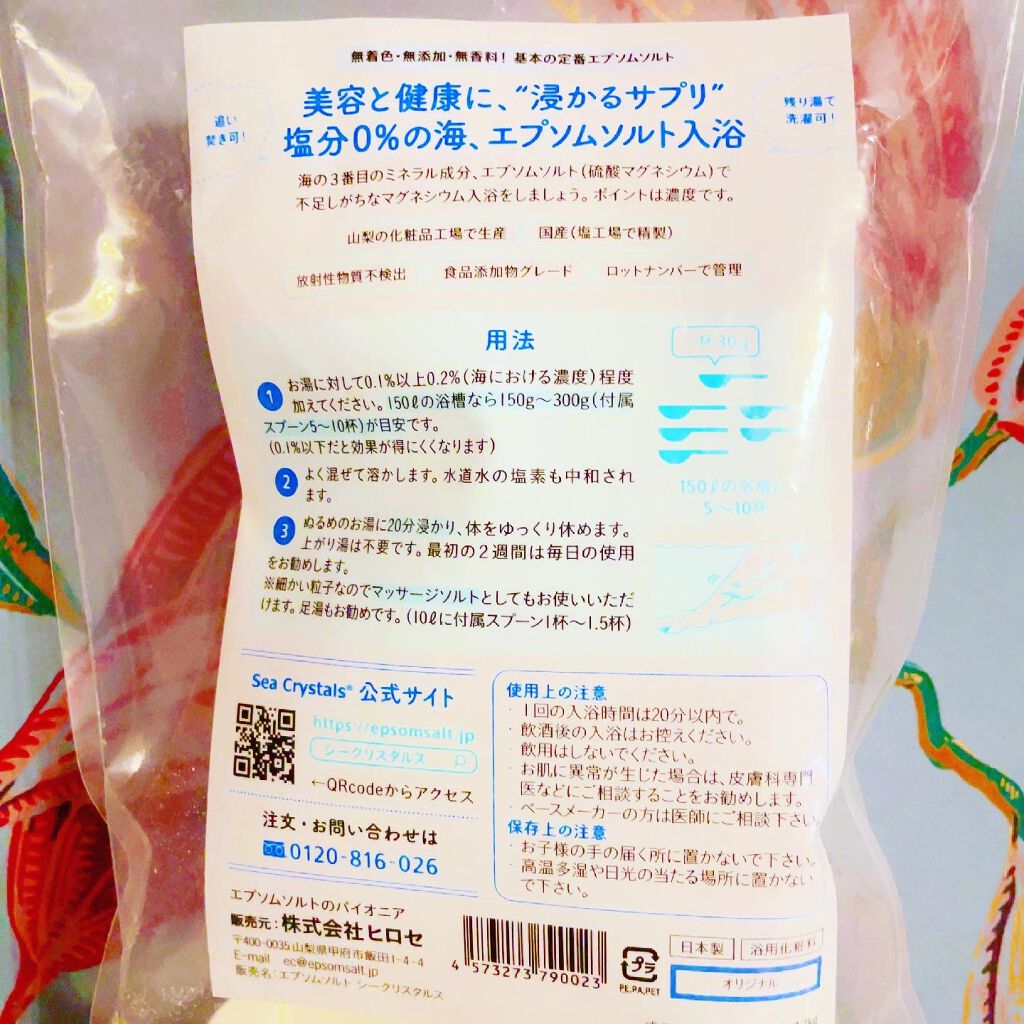 無着色・無添加・無香料！基本の定番エプソムソルト
美容と健康に、“浸かるサプリ”
塩分0%の海、エプソムソルト入浴
追い
焚き可！
残り湯で
洗濯可！
海の3番目のミネラル成分、エプソムソルト（硫酸マグネシウム）で
不足しがちなマグネシウム入浴をしましょう。ポイントは濃度です。
山梨の化粧品工場で生産 国産（塩工場で精製）
放射性物質不検出 食品添加物グレード ロットナンバーで管理
用法
1 お湯に対して0.1%以上0.2%（海における濃度）程度
加えてください。150ℓの浴槽なら150g～300g（付属
スプーン5～10杯）が目安です。
（0.1%以下だと効果が得にくくなります）
2 よく混ぜて溶かします。水道水の塩素も中和され
ます。
3 ぬるめのお湯に20分浸かり、体をゆっくり休めます。
上がり湯は不要です。最初の2週間は毎日の使用
をお勧めします。
※細かい粒子なのでマッサージソルトとしてもお使いいただ
けます。足湯もお勧めです。（10ℓに付属スプーン1杯～1.5杯）
一杯30g
150ℓの浴槽に
5～10杯
Sea Crystals® 公式サイト
https://epsomsalt.jp
シークリスタルス
←QRcodeからアクセス
注文・お問い合わせは
0120-816-026
使用上の注意
・1回の入浴時間は20分以内で。
・飲酒後の入浴はお控えください。
飲用はしないでください。
・お肌に異常が生じた場合は、皮膚科専門
医などにご相談することをお勧めします。
・ペースメーカーの方は医師にご相談下さい。
保存上の注意
・お子様の手の届く所に置かないで下さい。
・高温多湿や日光の当たる場所に置かない
で下さい。
エプソムソルトのパイオニア
販売元：株式会社ヒロセ
〒400-0035 山梨県甲府市飯田1-4-4
E-mail ec@epsomsalt.jp
販売名：エプソムソルト シークリスタルス
4 573273 790023
プラ
PE,PA,PET
日本製 浴用化粧料
オリジナル